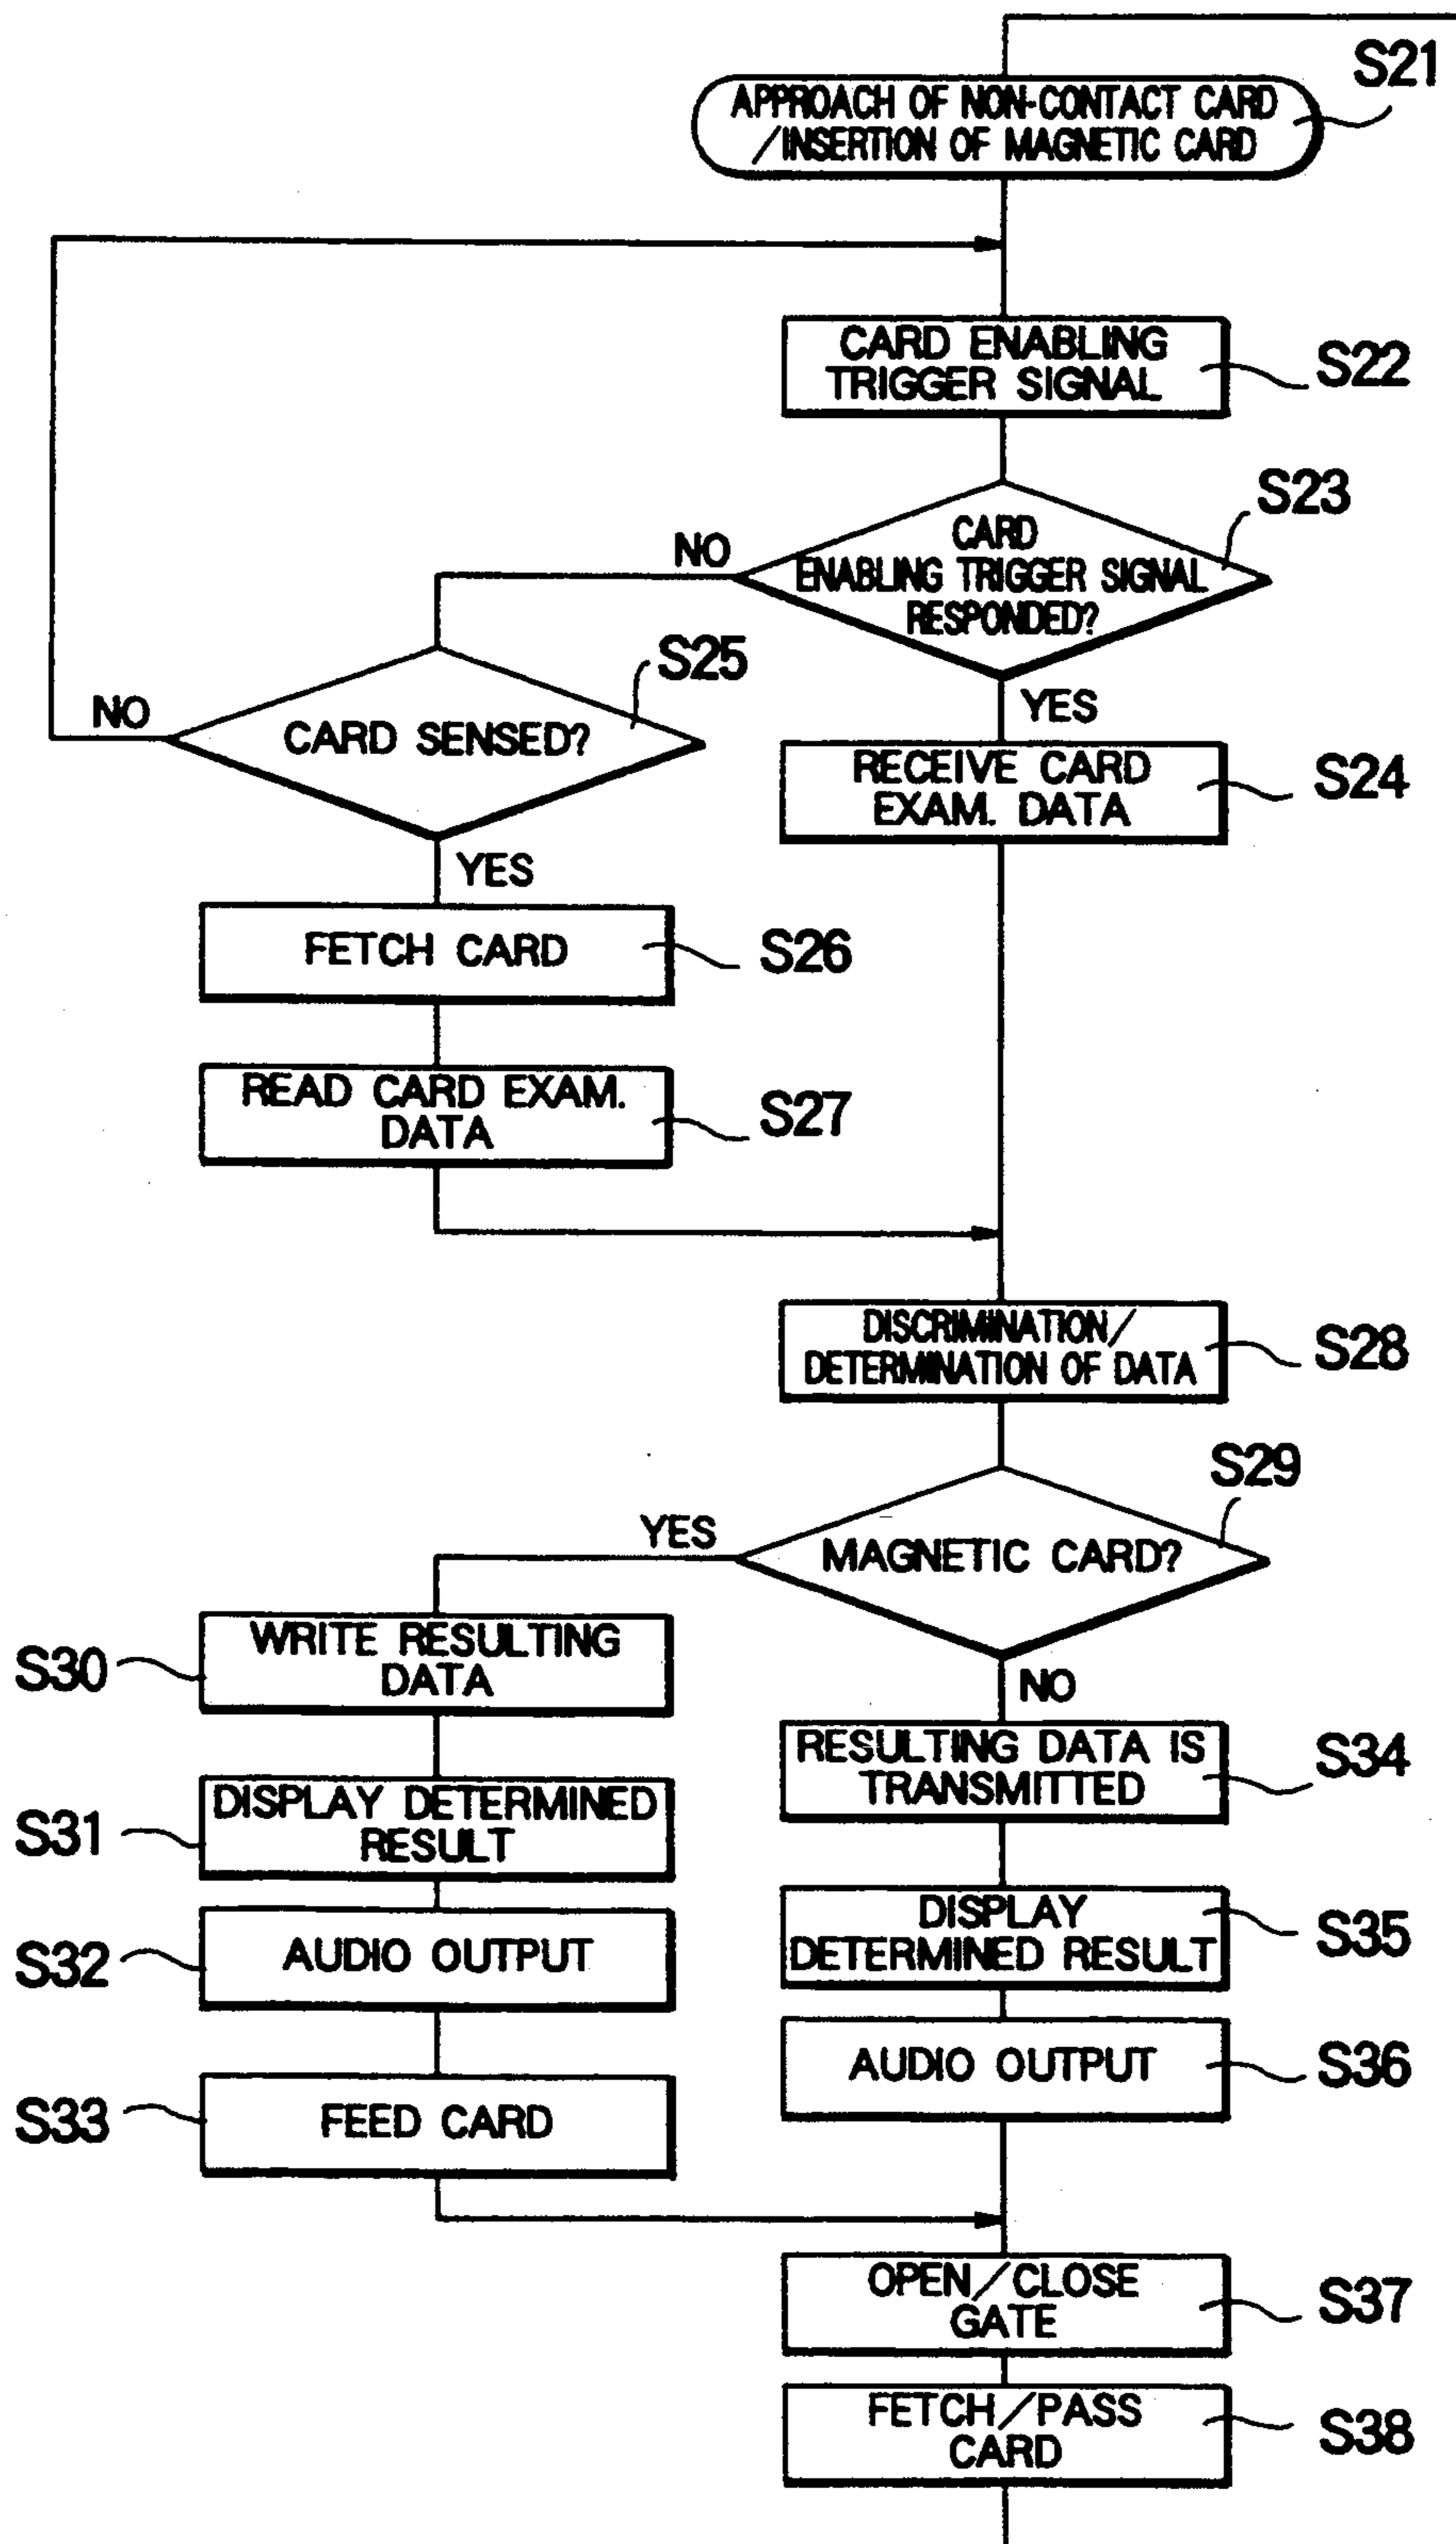 S21
APPROACH OF NON-CONTACT CARD
/INSERTION OF MAGNETIC CARD
CARD ENABLING
TRIGGER SIGNAL
S22
S23
CARD
ENABLING TRIGGER SIGNAL
RESPONDED?
NO
YES
S25
CARD SENSED?
NO
YES
RECEIVE CARD
EXAM. DATA
S24
FETCH CARD
S26
READ CARD EXAM.
DATA
S27
DISCRIMINATION/
DETERMINATION OF DATA
S28
S29
MAGNETIC CARD?
YES
NO
S30
WRITE RESULTING
DATA
S31
DISPLAY DETERMINED
RESULT
S32
AUDIO OUTPUT
S33
FEED CARD
RESULTING DATA IS
TRANSMITTED
S34
DISPLAY
DETERMINED RESULT
S35
AUDIO OUTPUT
S36
OPEN/CLOSE
GATE
S37
FETCH/PASS
CARD
S38